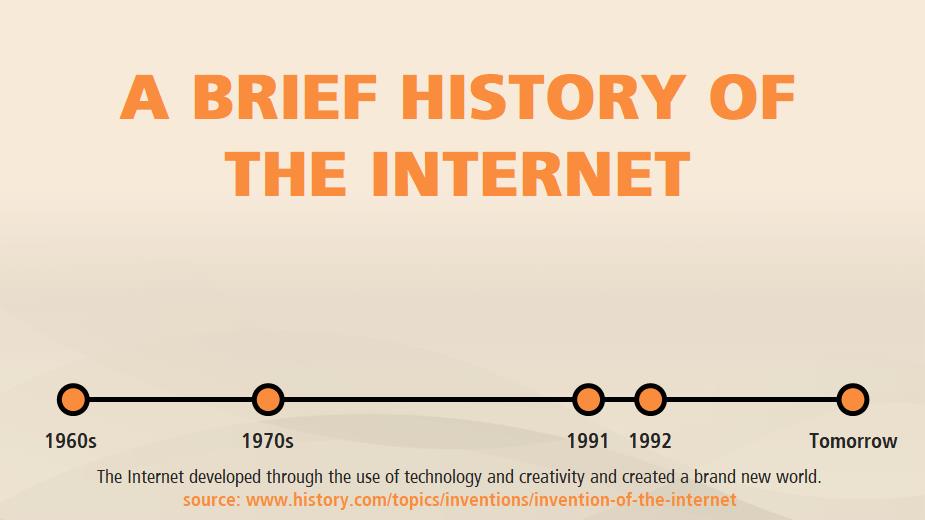 A BRIEF HISTORY OF
THE INTERNET
1960s 1970s 1991 1992 Tomorrow
The Internet developed through the use of technology and creativity and created a brand new world.
source: www.history.com/topics/inventions/invention-of-the-internet